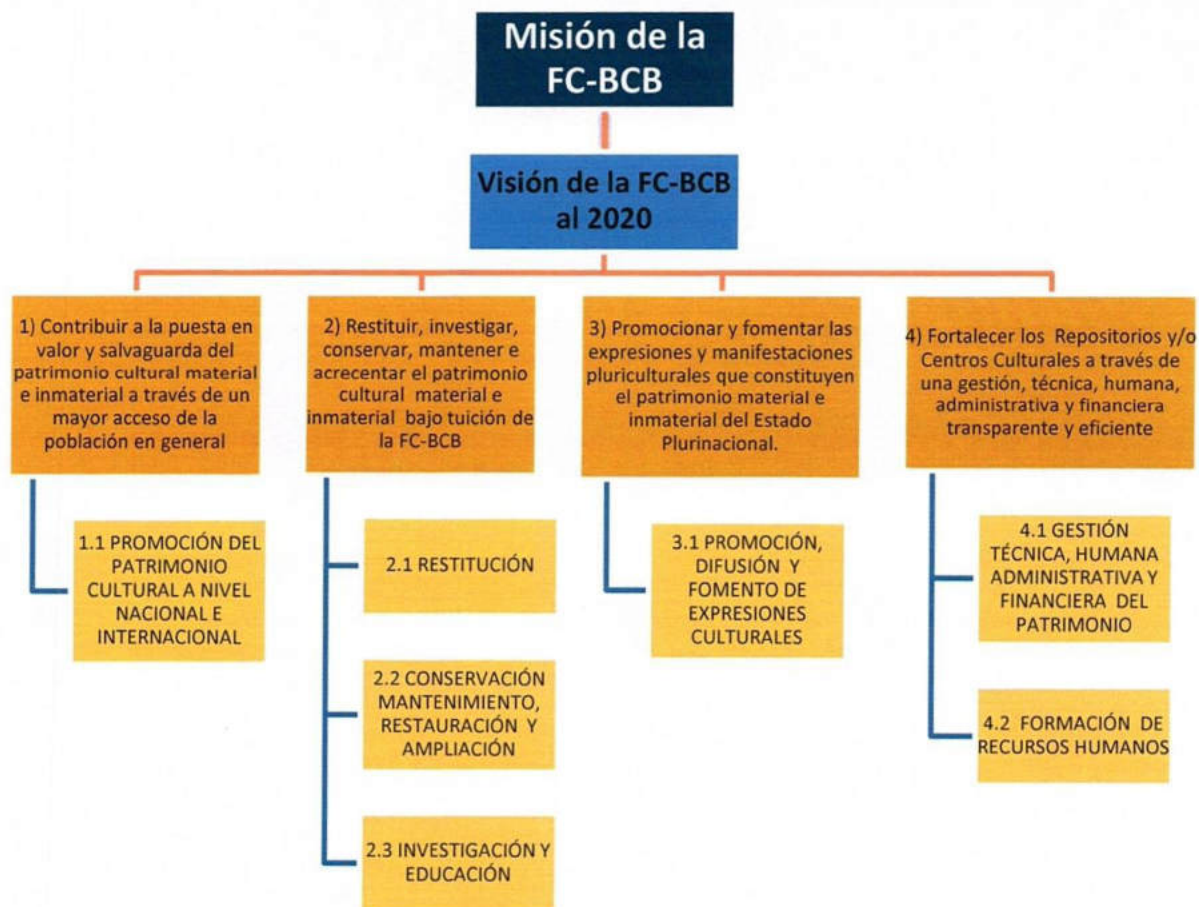 Misión de la
FC-BCB
Visión de la FC-BCB
al 2020
1) Contribuir a la puesta en
valor y salvaguarda del
patrimonio cultural material
e inmaterial a través de un
mayor acceso de la
población en general
2) Restituir, investigar,
conservar, mantener e
acrecentar el patrimonio
cultural material e
inmaterial bajo tuición de
la FC-BCB
3) Promocionar y fomentar las
expresiones y manifestaciones
pluriculturales que constituyen
el patrimonio material e
inmaterial del Estado
Plurinacional.
4) Fortalecer los Repositorios y/o
Centros Culturales a través de
una gestión, técnica, humana,
administrativa y financiera
transparente y eficiente
1.1 PROMOCIÓN DEL
PATRIMONIO
CULTURAL A NIVEL
NACIONAL E
INTERNACIONAL
2.1 RESTITUCIÓN
2.2 CONSERVACIÓN
MANTENIMIENTO,
RESTAURACIÓN Y
AMPLIACIÓN
2.3 INVESTIGACIÓN Y
EDUCACIÓN
3.1 PROMOCIÓN,
DIFUSIÓN Y
FOMENTO DE
EXPRESIONES
CULTURALES
4.1 GESTIÓN
TÉCNICA, HUMANA
ADMINISTRATIVA Y
FINANCIERA DEL
PATRIMONIO
4.2 FORMACIÓN DE
RECURSOS HUMANOS